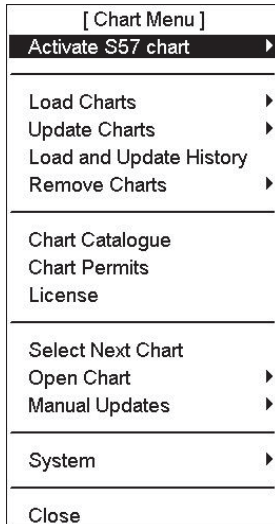 [ Chart Menu ]
Activate S57 chart
Load Charts
Update Charts
Load and Update History
Remove Charts
Chart Catalogue
Chart Permits
License
Select Next Chart
Open Chart
Manual Updates
System
Close